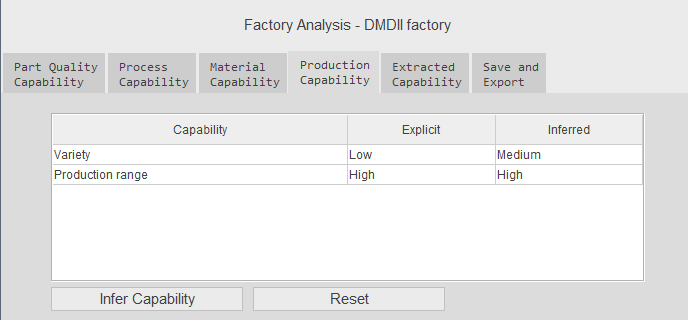 Factory Analysis - DMDII factory
Part Quality Capability
Process Capability
Material Capability
Production Capability
Extracted Capability
Save and Export
Capability Explicit Inferred
Variety Low Medium
Production range High High
Infer Capability Reset